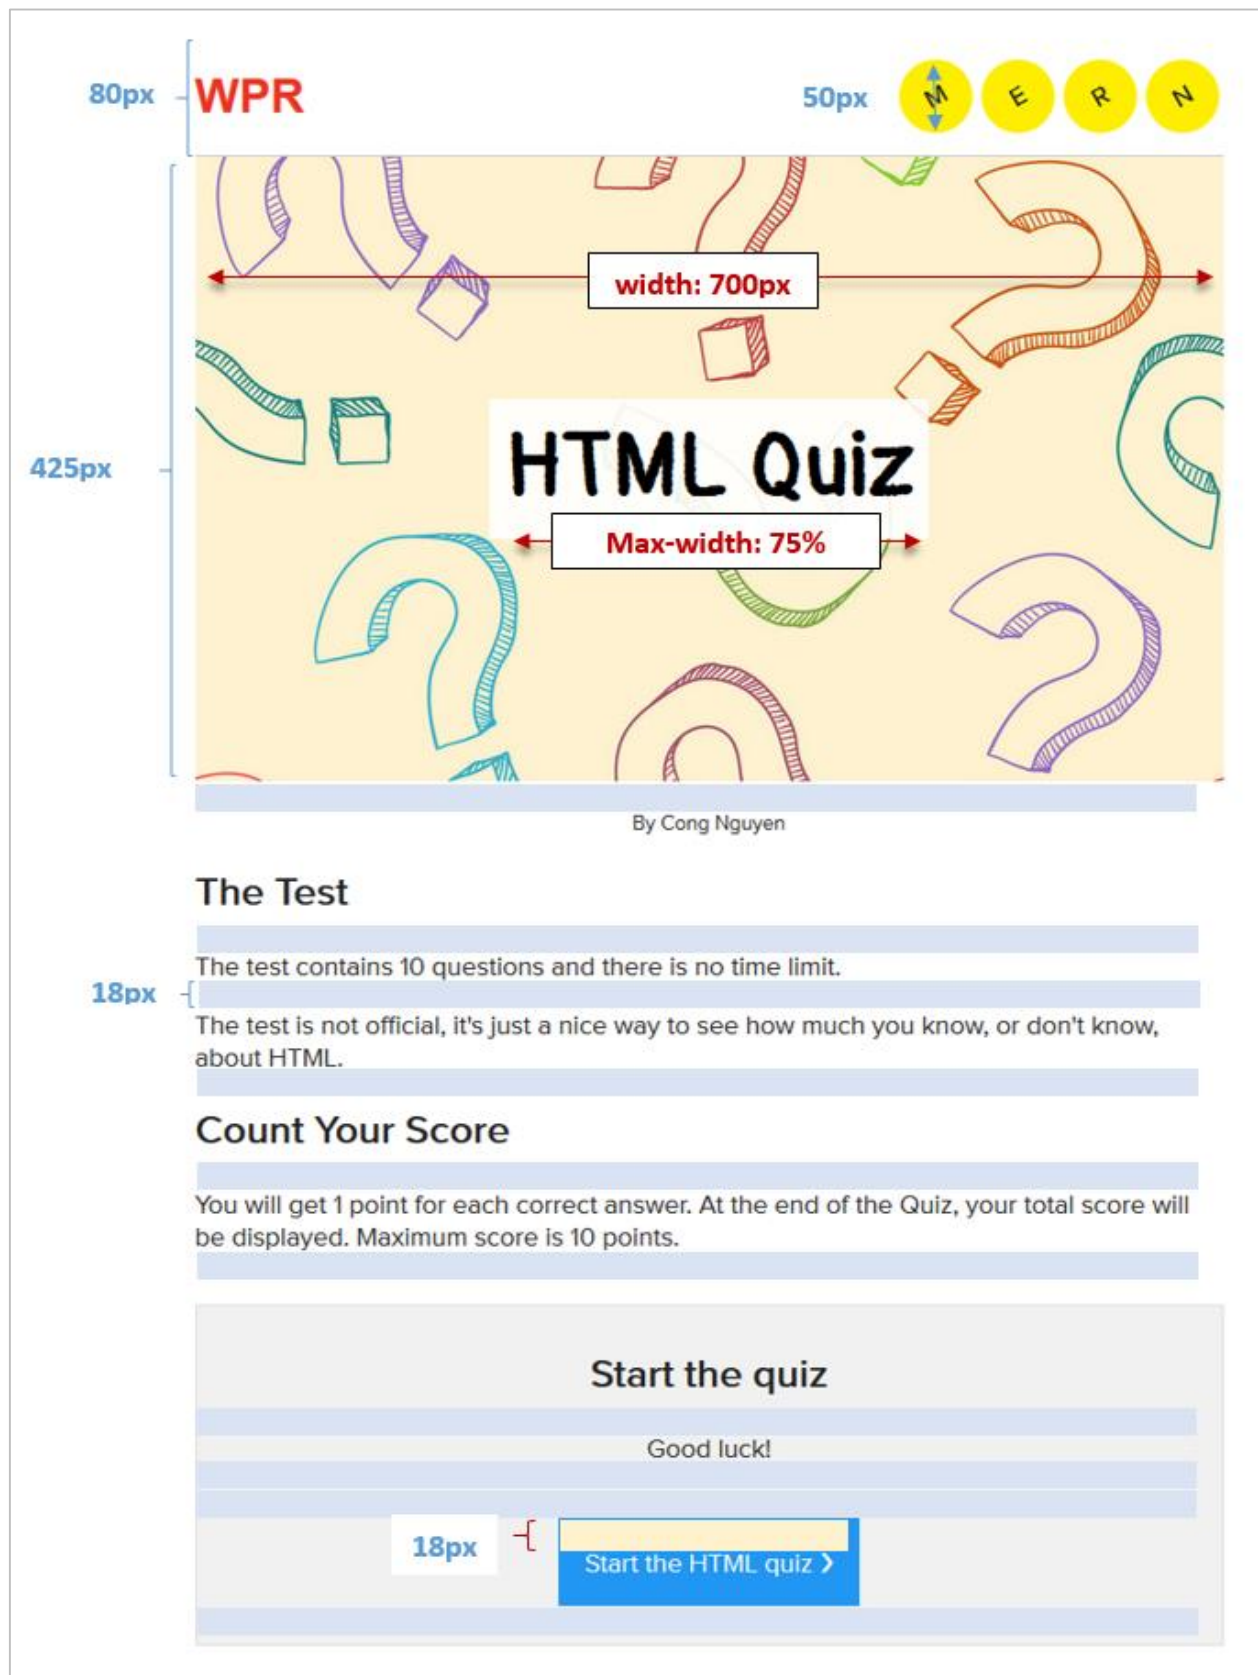 80px
WPR
50px
M E R N
width: 700px
425px
HTML Quiz
Max-width: 75%
By Cong Nguyen
The Test
The test contains 10 questions and there is no time limit.
18px
The test is not official, it's just a nice way to see how much you know, or don't know,
about HTML.
Count Your Score
You will get 1 point for each correct answer. At the end of the Quiz, your total score will
be displayed. Maximum score is 10 points.
Start the quiz
Good luck!
18px
Start the HTML quiz ❯